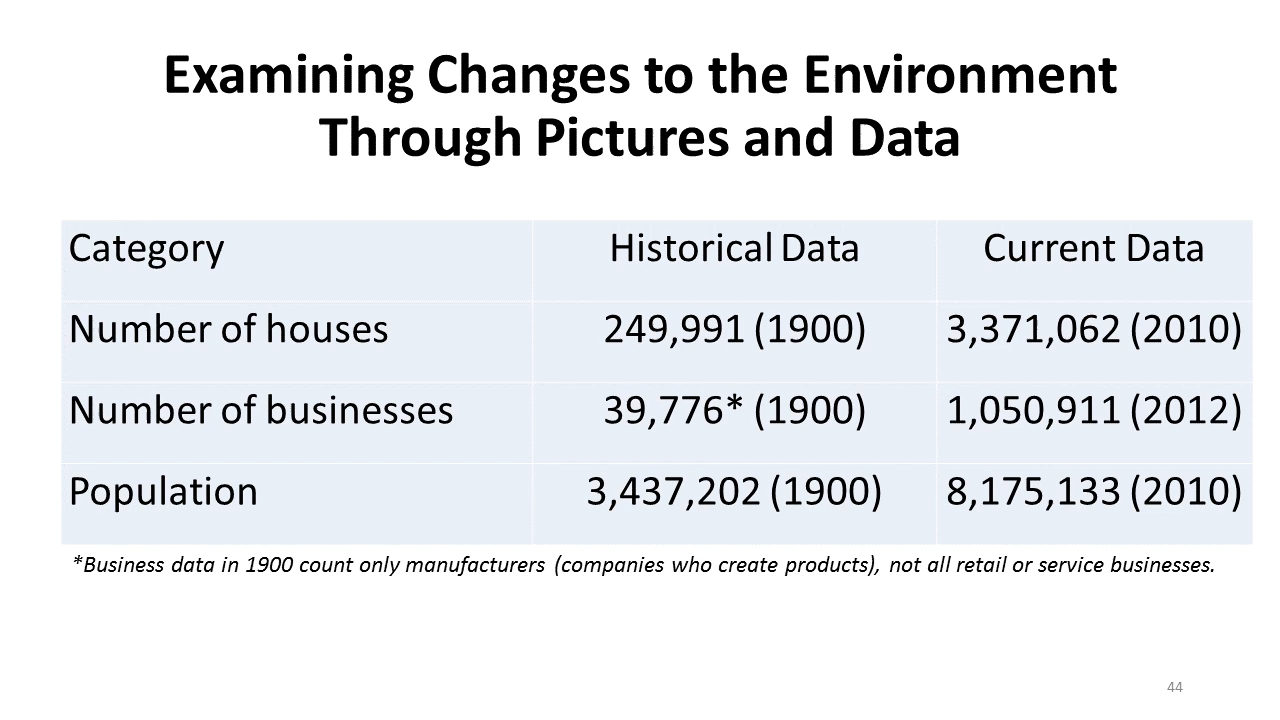 Examining Changes to the Environment
Through Pictures and Data
Category Historical Data Current Data
Number of houses 249,991 (1900) 3,371,062 (2010)
Number of businesses 39,776* (1900) 1,050,911 (2012)
Population 3,437,202 (1900) 8,175,133 (2010)
*Business data in 1900 count only manufacturers (companies who create products), not all retail or service businesses.
44